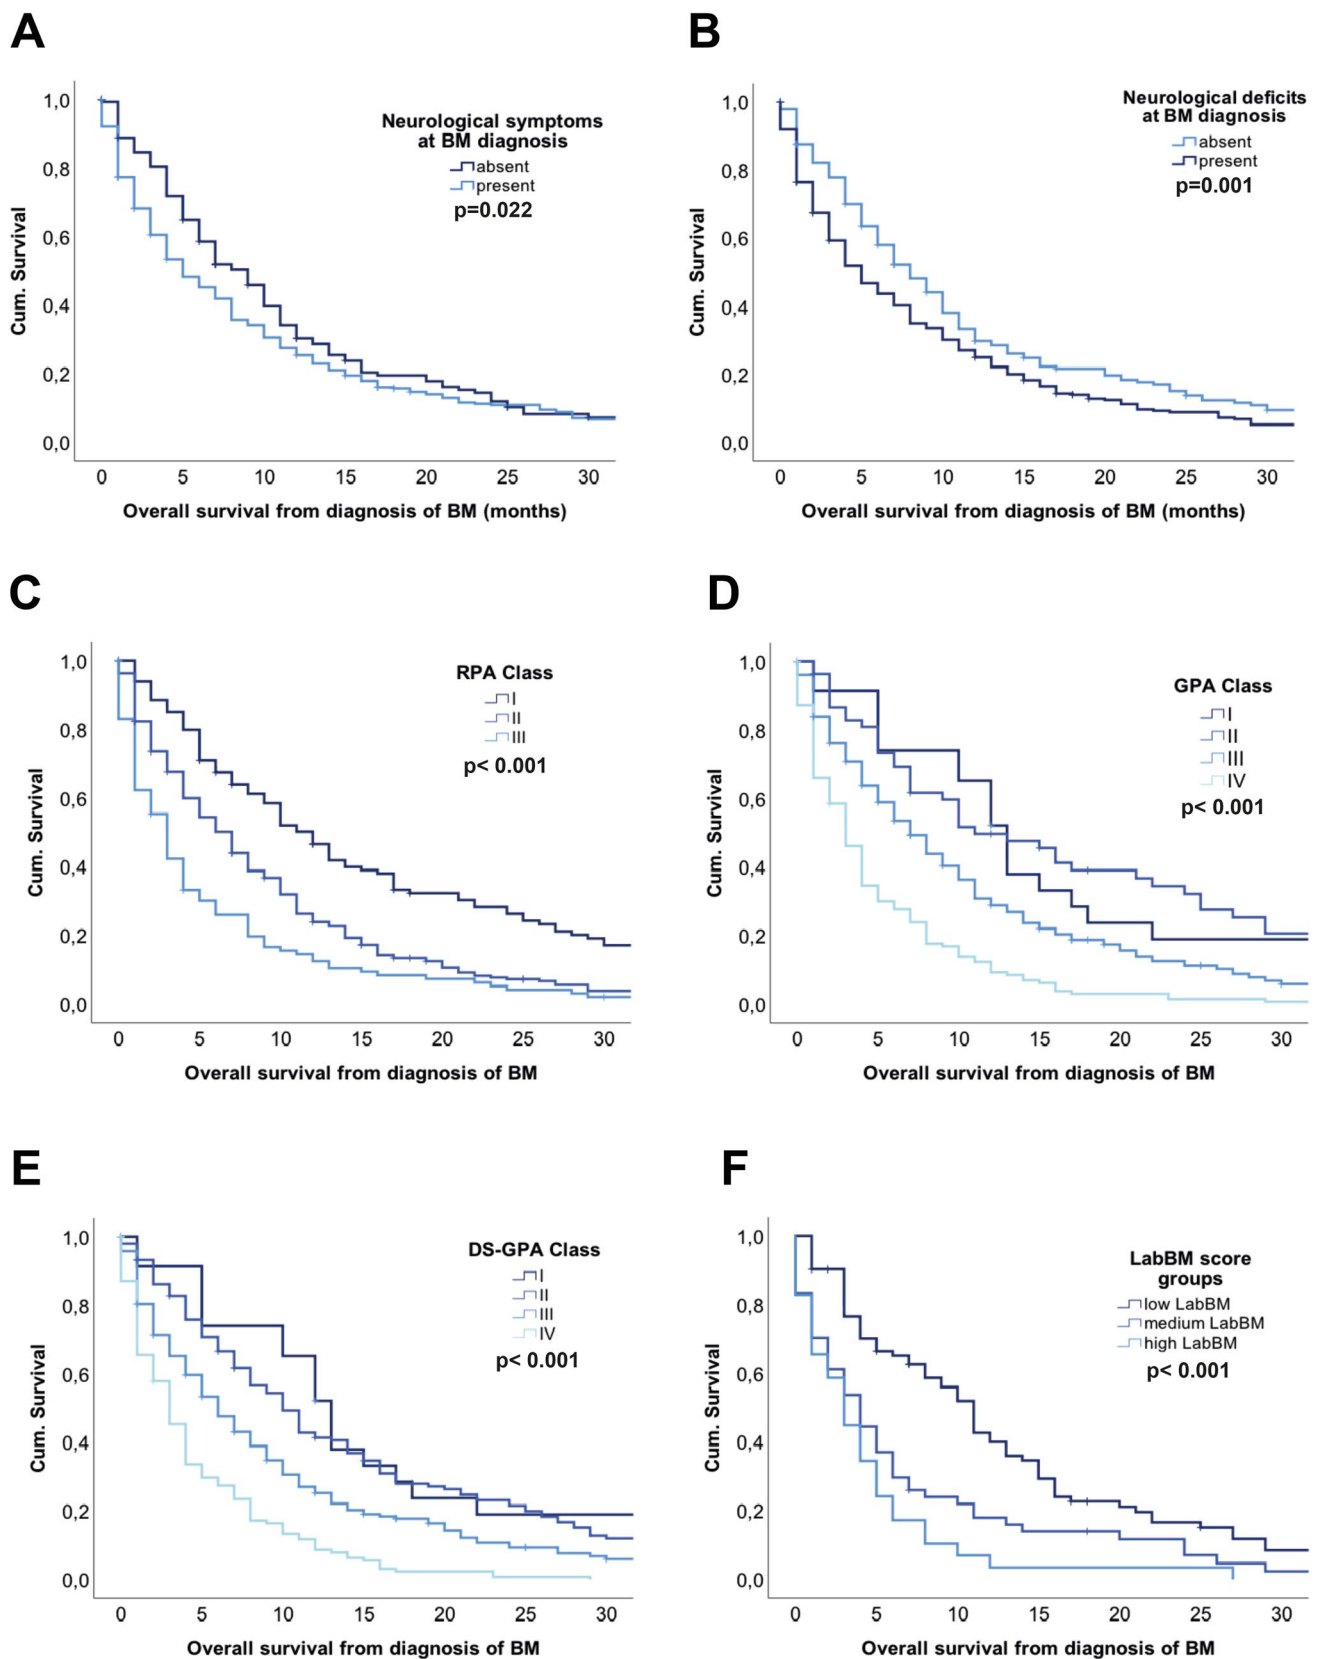 A
Neurological symptoms
at BM diagnosis
absent
present
p=0.022
Cum. Survival
1,0
0,8
0,6
0,4
0,2
0,0
0 5 10 15 20 25 30
Overall survival from diagnosis of BM (months)
B
Neurological deficits
at BM diagnosis
absent
present
p=0.001
Cum. Survival
1,0
0,8
0,6
0,4
0,2
0,0
0 5 10 15 20 25 30
Overall survival from diagnosis of BM (months)
C
RPA Class
I
II
III
p< 0.001
Cum. Survival
1,0
0,8
0,6
0,4
0,2
0,0
0 5 10 15 20 25 30
Overall survival from diagnosis of BM
D
GPA Class
I
II
III
IV
p< 0.001
Cum. Survival
1,0
0,8
0,6
0,4
0,2
0,0
0 5 10 15 20 25 30
Overall survival from diagnosis of BM
E
DS-GPA Class
I
II
III
IV
p< 0.001
Cum. Survival
1,0
0,8
0,6
0,4
0,2
0,0
0 5 10 15 20 25 30
Overall survival from diagnosis of BM
F
LabBM score
groups
low LabBM
medium LabBM
high LabBM
p< 0.001
Cum. Survival
1,0
0,8
0,6
0,4
0,2
0,0
0 5 10 15 20 25 30
Overall survival from diagnosis of BM